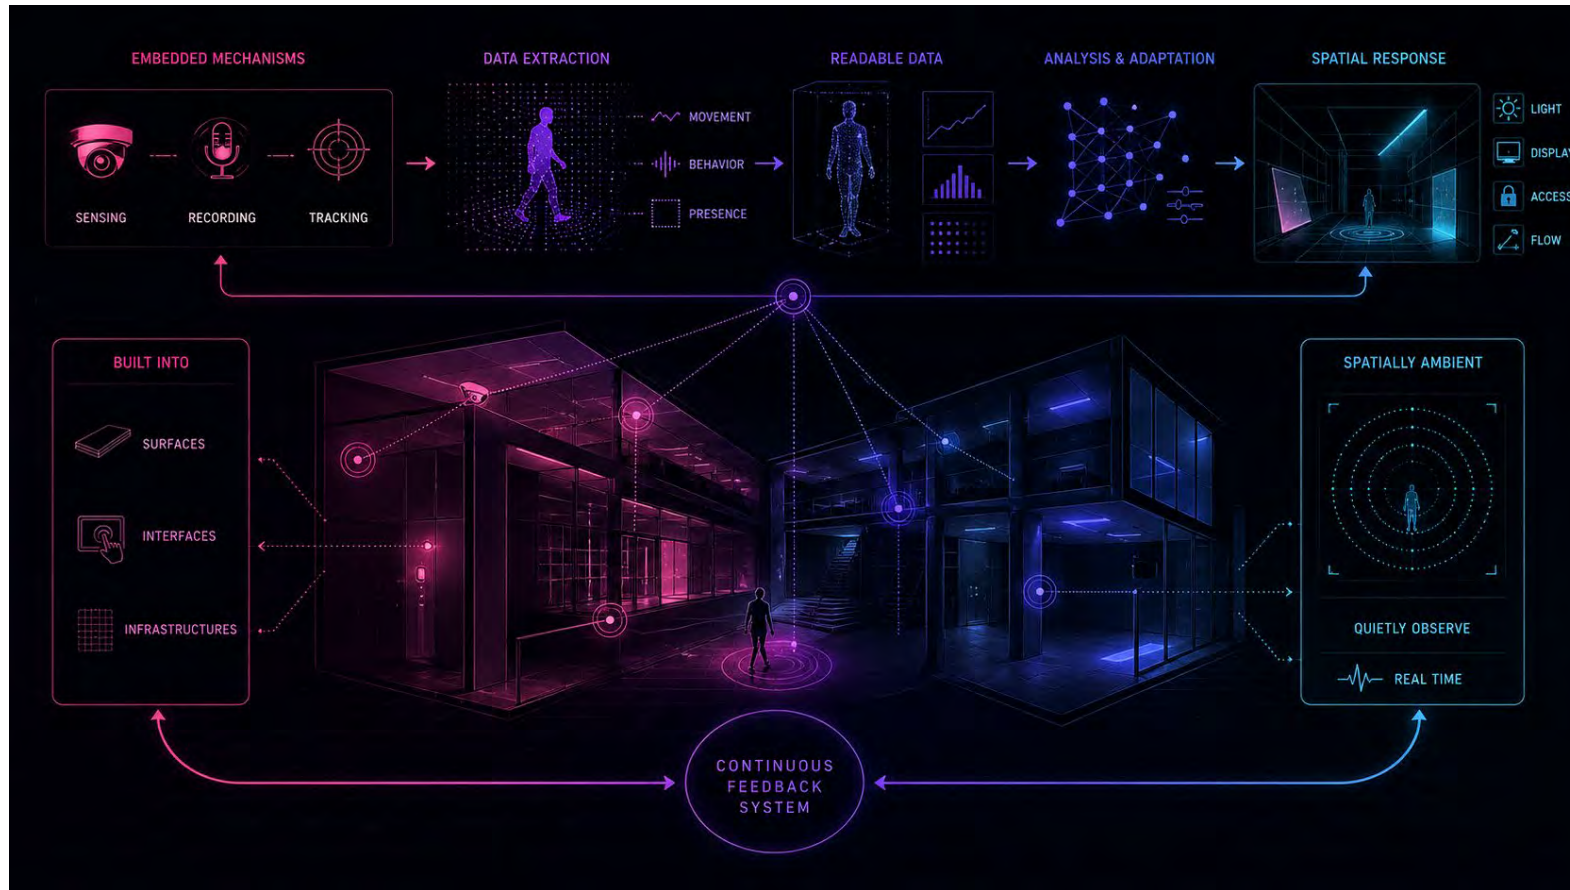 EMBEDDED MECHANISMS
DATA EXTRACTION
READABLE DATA
ANALYSIS & ADAPTATION
SPATIAL RESPONSE
SENSING
RECORDING
TRACKING
MOVEMENT
BEHAVIOR
PRESENCE
LIGHT
DISPLAY
ACCESS
FLOW
BUILT INTO
SURFACES
INTERFACES
INFRASTRUCTURES
SPATIALLY AMBIENT
QUIETLY OBSERVE
REAL TIME
CONTINUOUS
FEEDBACK
SYSTEM